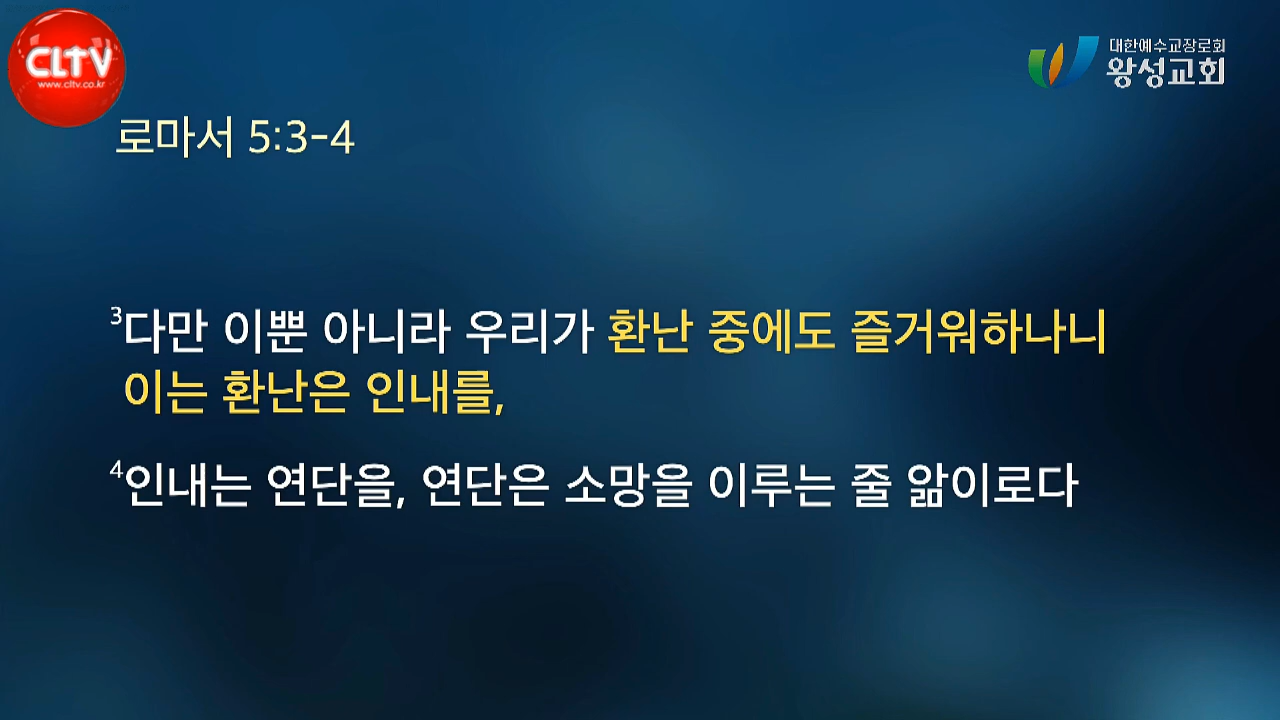 CLTV
www.cltv.co.kr
대한예수교장로회
왕성교회
로마서 5:3-4
3다만 이뿐 아니라 우리가 환난 중에도 즐거워하나니
이는 환난은 인내를,
4인내는 연단을, 연단은 소망을 이루는 줄 앎이로다